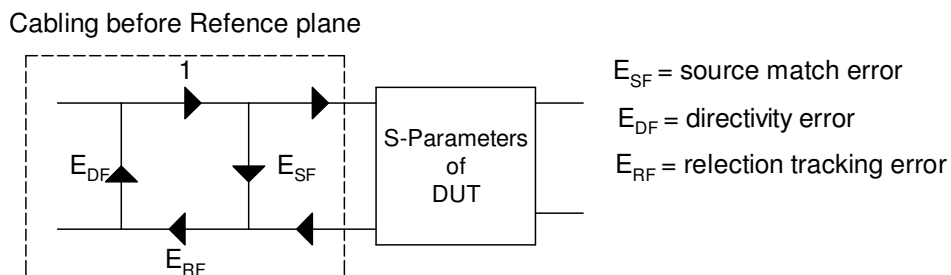 Cabling before Refence plane
1
E_SF = source match error
E_DF = directivity error
E_RF = relection tracking error
S-Parameters
of
DUT
E_DF
E_SF
E_RF